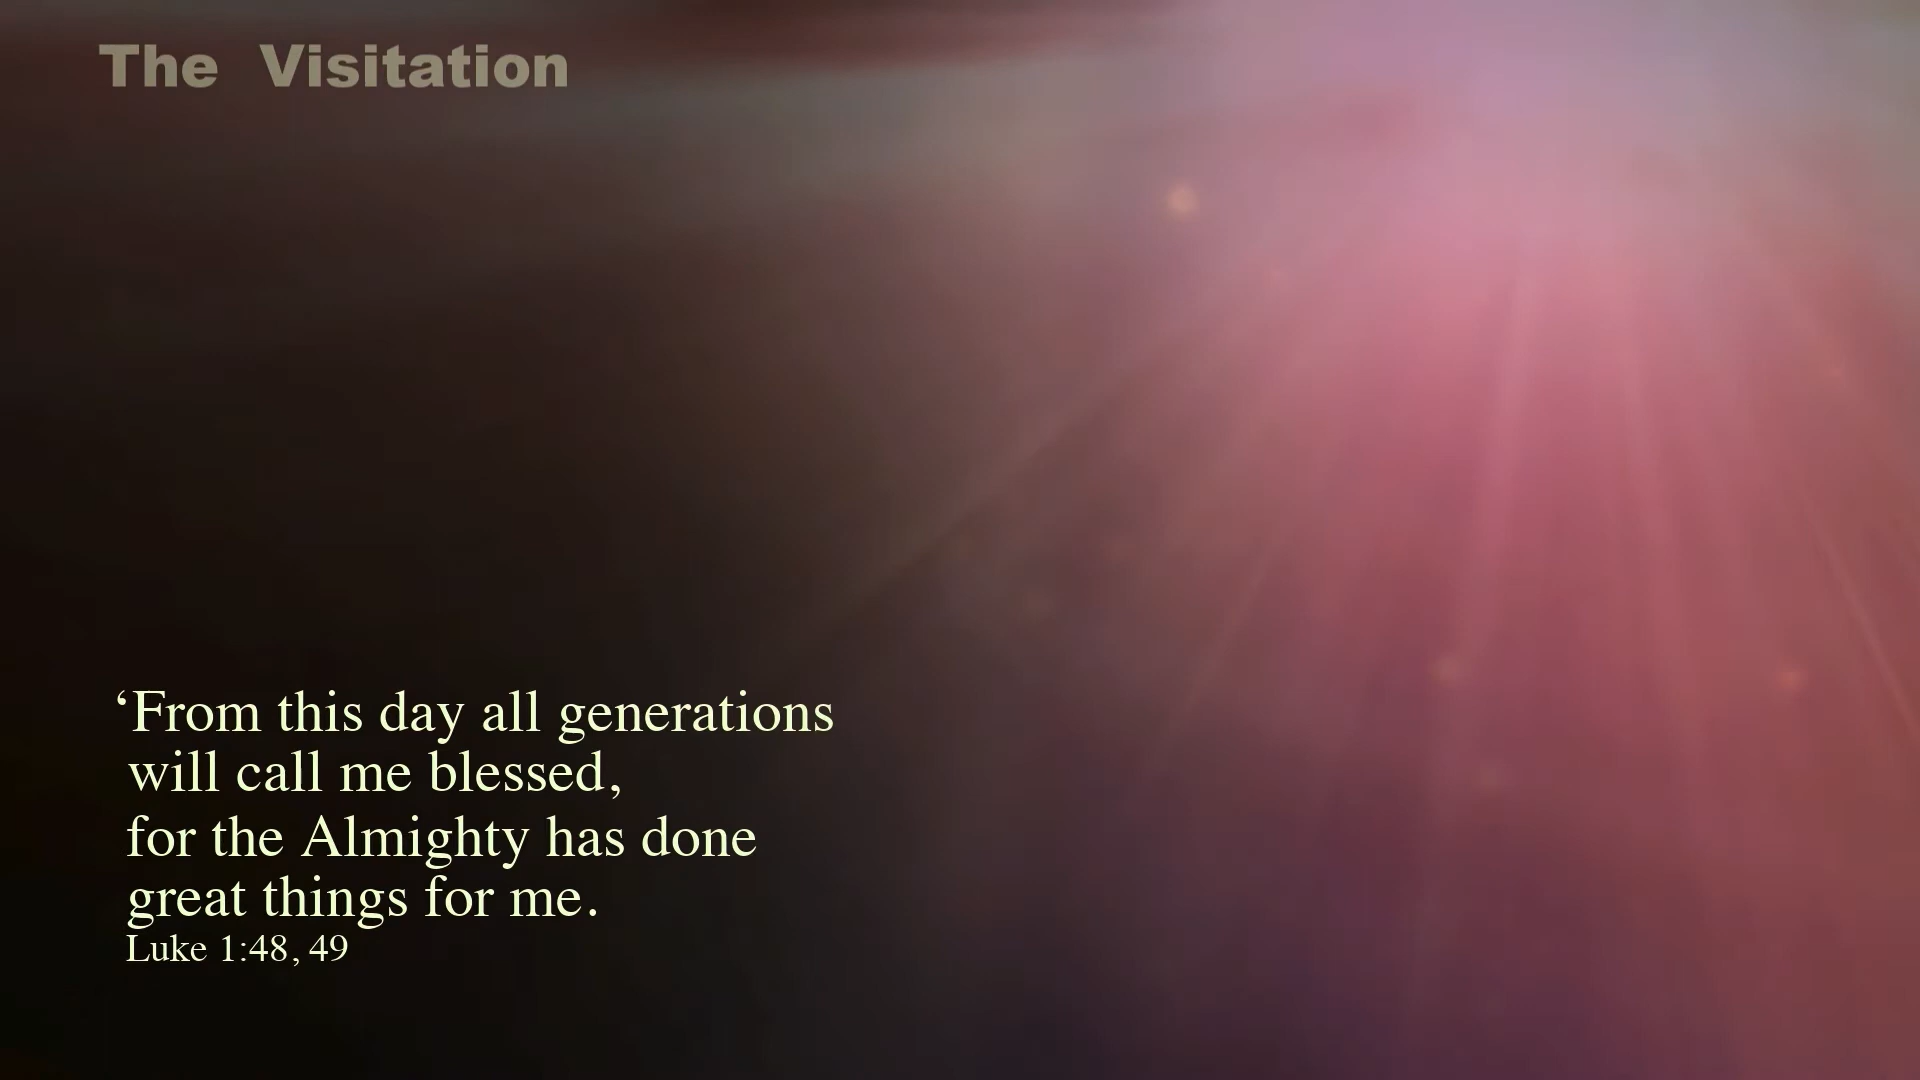 The Visitation
‘From this day all generations
will call me blessed,
for the Almighty has done
great things for me.
Luke 1:48, 49